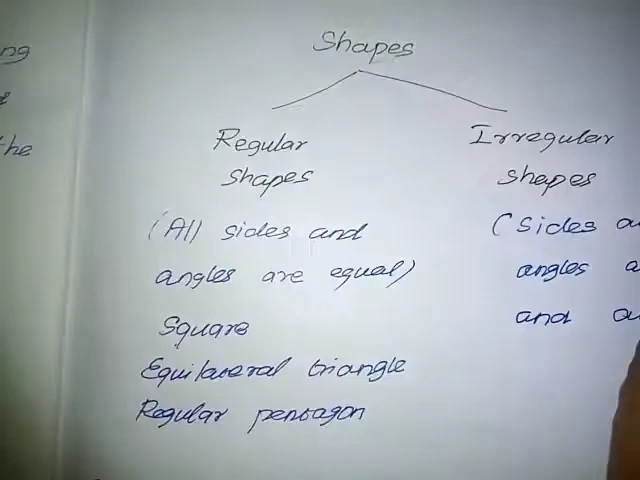 ng
the
Shapes
Regular
shapes
(All sides and
angles are equal)
Square
Equilateral triangle
Regular pentagon
Irregular
shapes
(Sides
angles
and